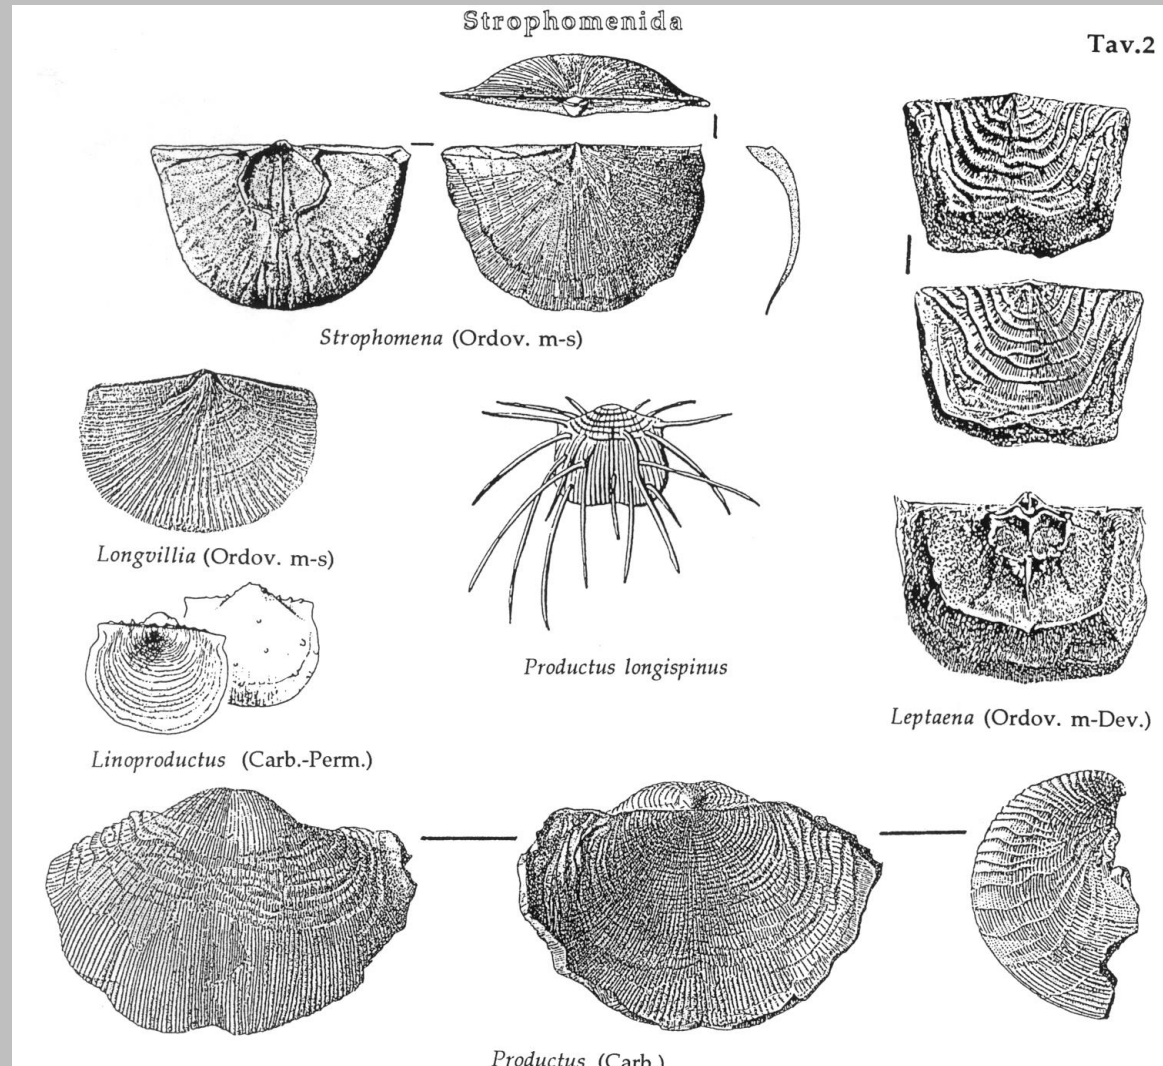 Strophomenida
Tav.2
Strophomena (Ordov. m-s)
Longvillia (Ordov. m-s)
Productus longispinus
Leptaena (Ordov. m-Dev.)
Linoproductus (Carb.-Perm.)
Productus (Carb.)